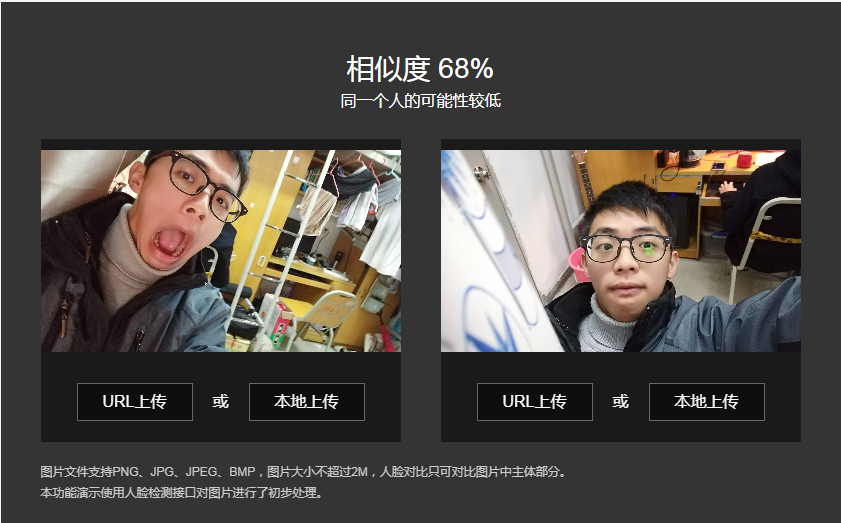 相似度 68%
同一个人的可能性较低
URL上传 或 本地上传 URL上传 或 本地上传
图片文件支持PNG、JPG、JPEG、BMP，图片大小不超过2M，人脸对比只可对比图片中主体部分。
本功能演示使用人脸检测接口对图片进行了初步处理。